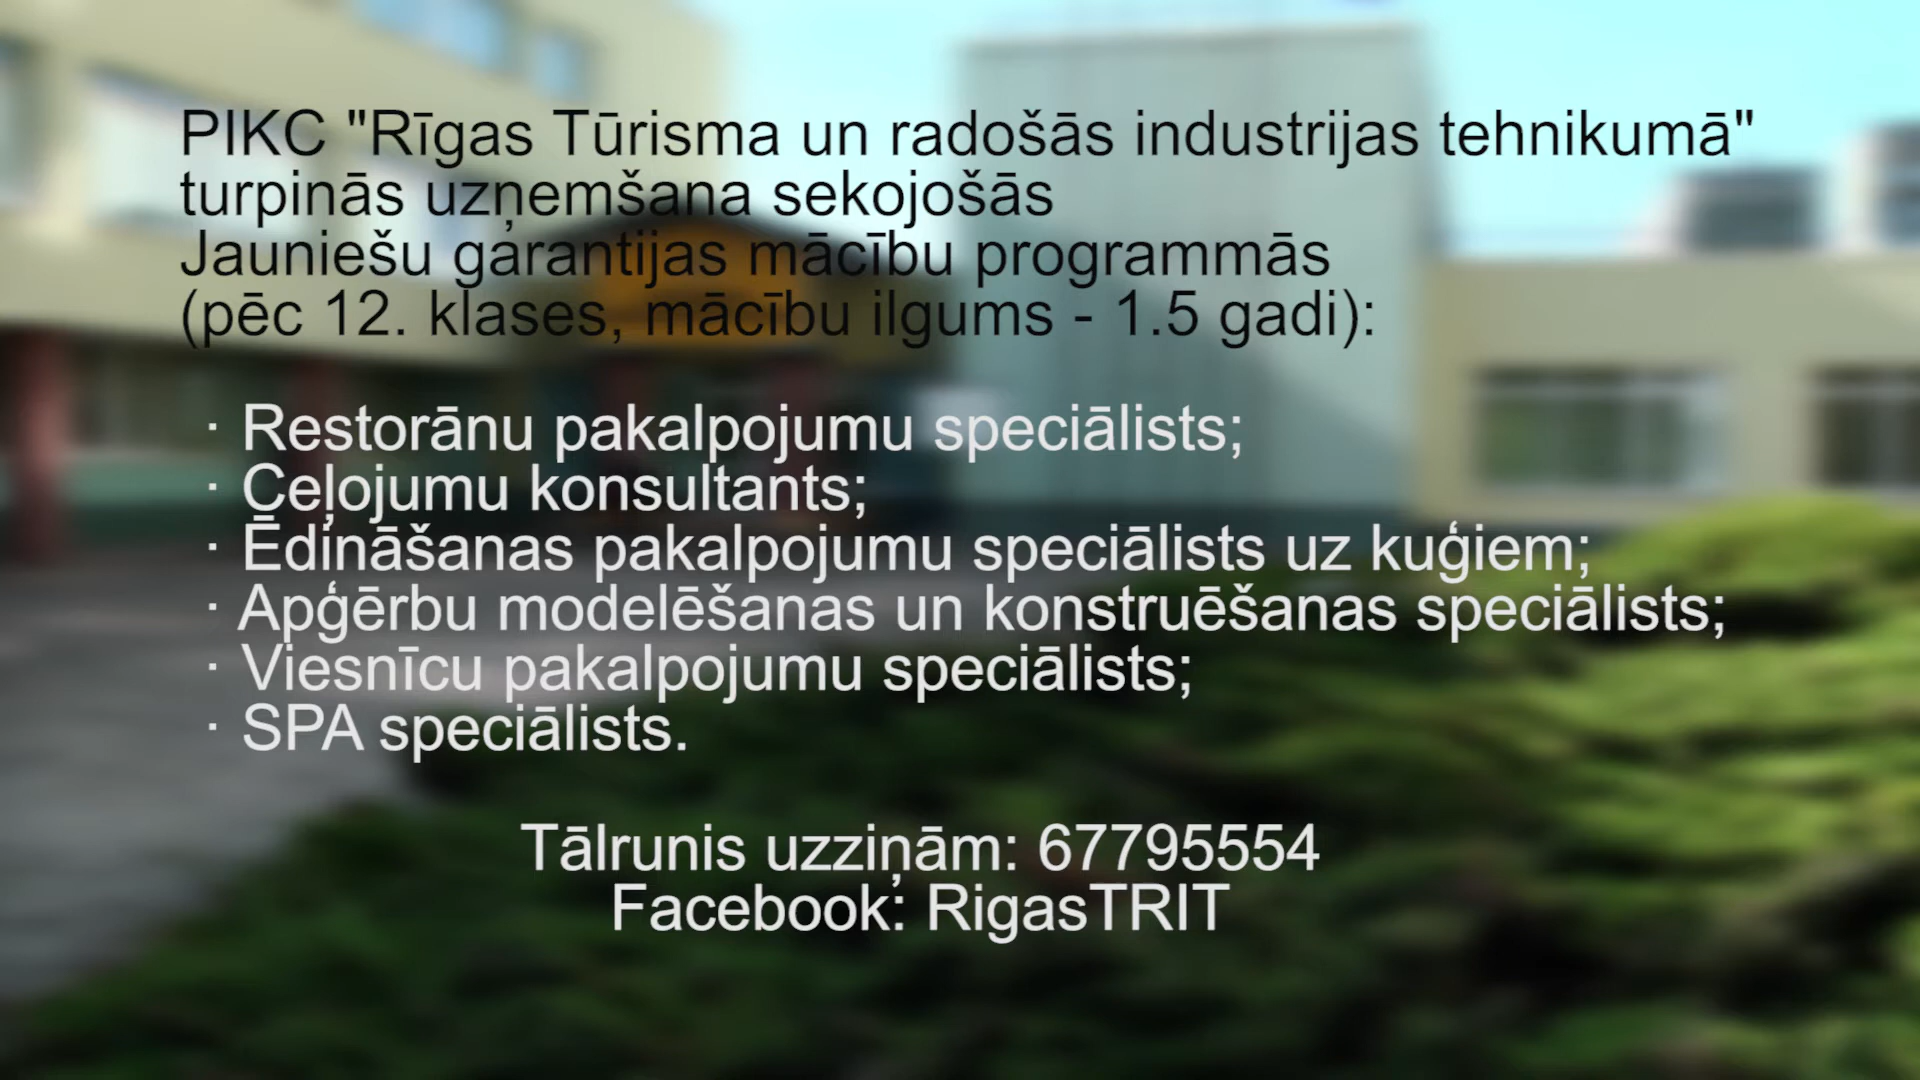 PIKC "Rīgas Tūrisma un radošās industrijas tehnikumā"
turpinās uzņemšana sekojošās
Jauniešu garantijas mācību programmās
(pēc 12. klases, mācību ilgums - 1.5 gadi):
· Restorānu pakalpojumu speciālists;
· Ceļojumu konsultants;
· Ēdināšanas pakalpojumu speciālists uz kuģiem;
· Apģērbu modelēšanas un konstruēšanas speciālists;
· Viesnīcu pakalpojumu speciālists;
· SPA speciālists.
Tālrunis uzziņām: 67795554
Facebook: RigasTRIT